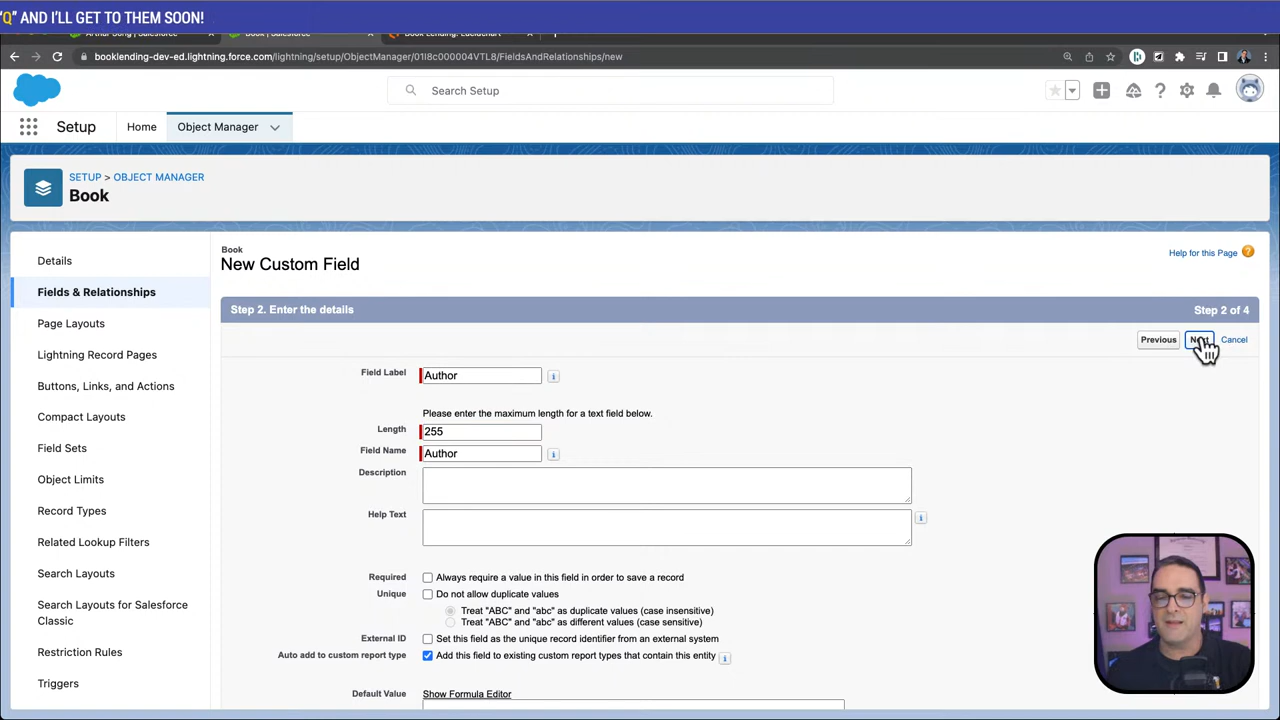 "Q" AND I'LL GET TO THEM SOON!
booklending-dev-ed.lightning.force.com/lightning/setup/ObjectManager/01I8c000004VTL8/FieldsAndRelationships/new
Search Setup
Setup
Home
Object Manager
SETUP > OBJECT MANAGER
Book
Details
Fields & Relationships
Page Layouts
Lightning Record Pages
Buttons, Links, and Actions
Compact Layouts
Field Sets
Object Limits
Record Types
Related Lookup Filters
Search Layouts
Search Layouts for Salesforce
Classic
Restriction Rules
Triggers
Book
New Custom Field
Help for this Page
Step 2. Enter the details
Step 2 of 4
Previous
Next
Cancel
Field Label
Author
Please enter the maximum length for a text field below.
Length
255
Field Name
Author
Description
Help Text
Required
Always require a value in this field in order to save a record
Unique
Do not allow duplicate values
Treat "ABC" and "abc" as duplicate values (case insensitive)
Treat "ABC" and "abc" as different values (case sensitive)
External ID
Set this field as the unique record identifier from an external system
Auto add to custom report type
Add this field to existing custom report types that contain this entity
Default Value
Show Formula Editor